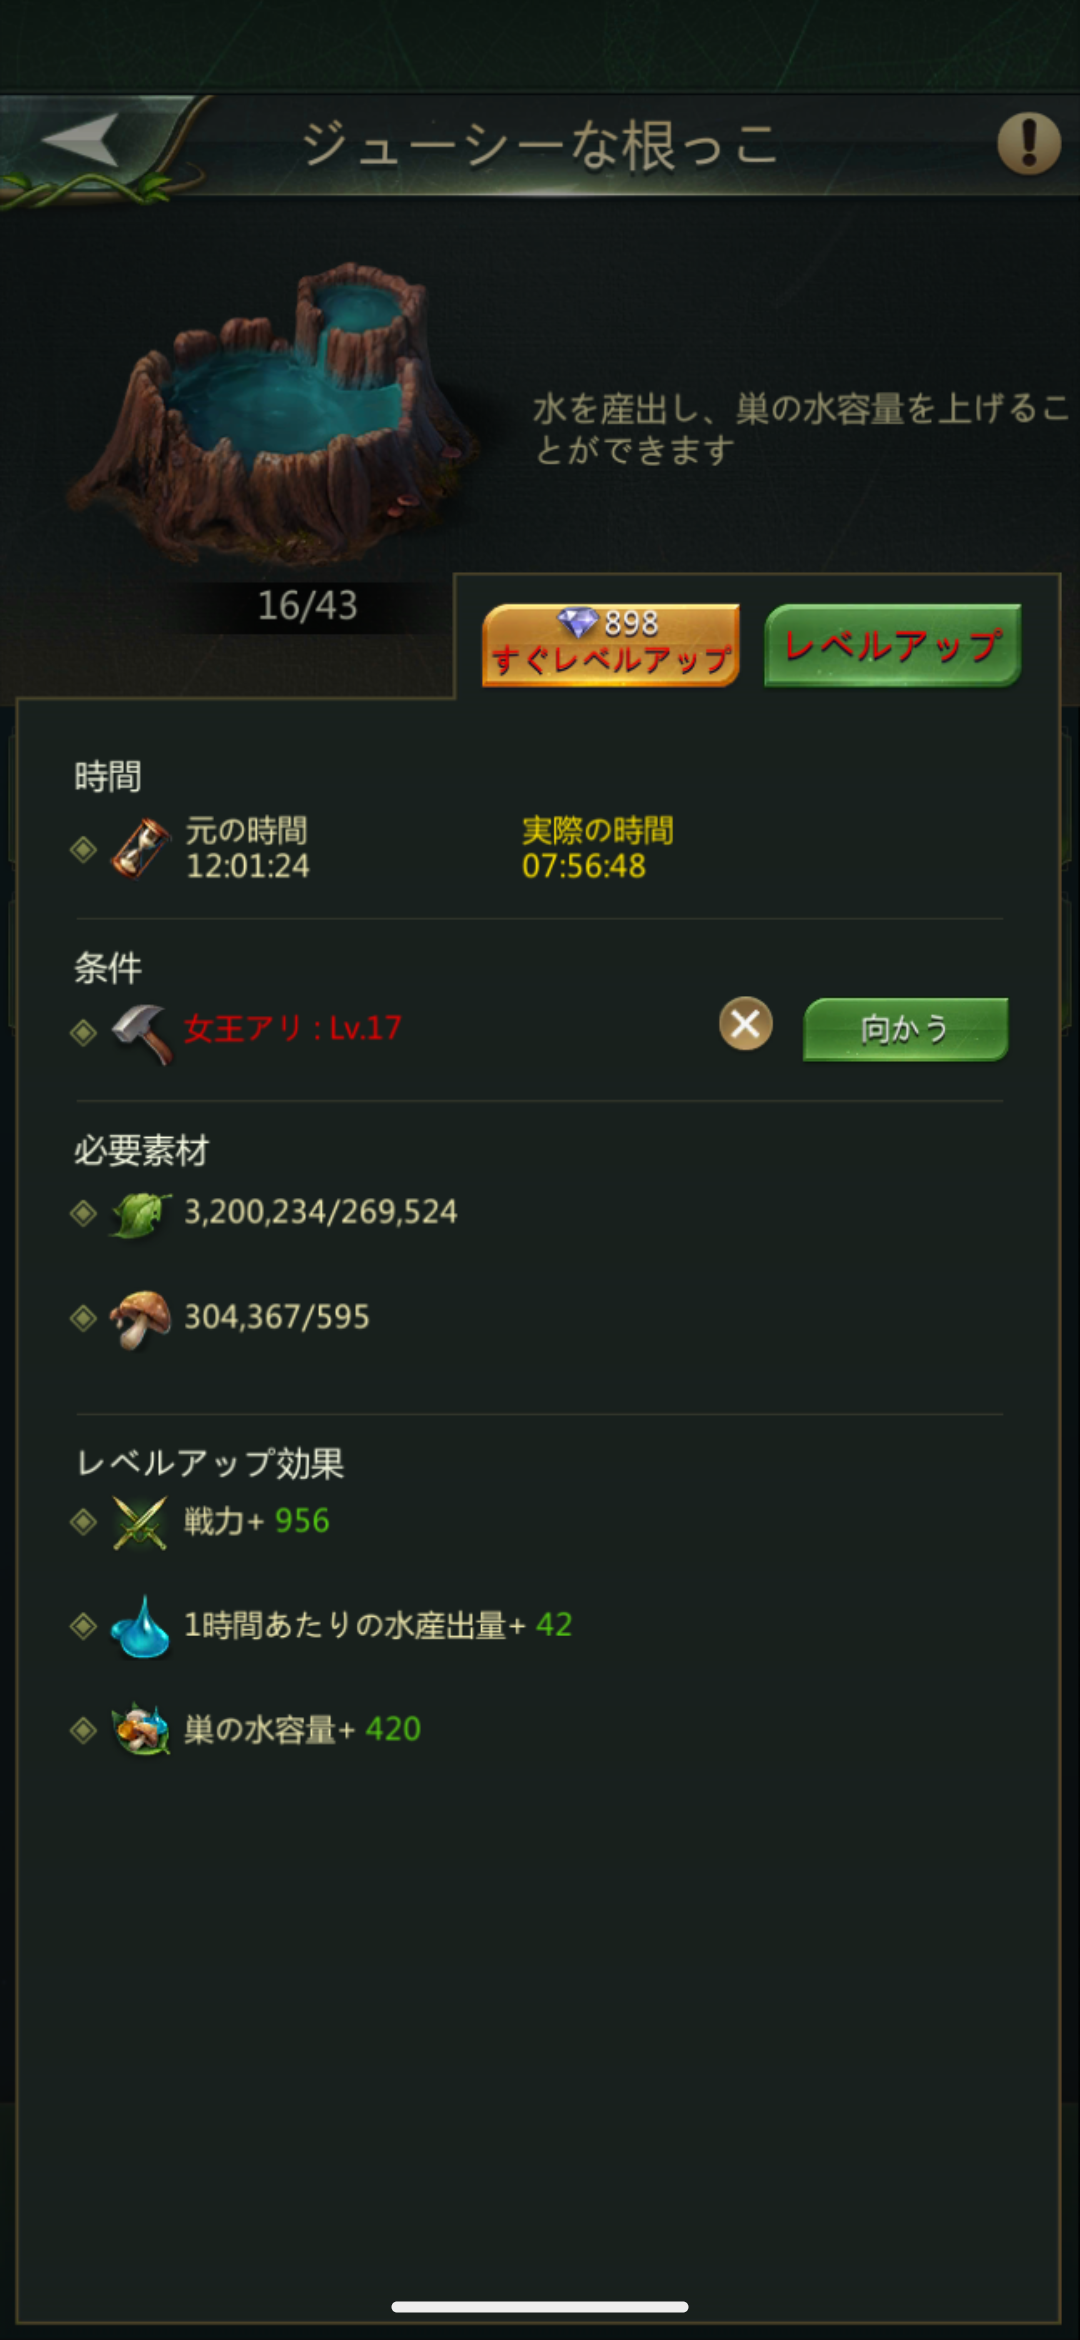 ジューシーな根っこ
水を産出し、巣の水容量を上げるこ
とができます
16/43
898
すぐレベルアップ
レベルアップ
時間
元の時間
実際の時間
12:01:24
07:56:48
条件
女王アリ : Lv.17
向かう
必要素材
3,200,234/269,524
304,367/595
レベルアップ効果
戦力+ 956
1時間あたりの水産出量+ 42
巣の水容量+ 420